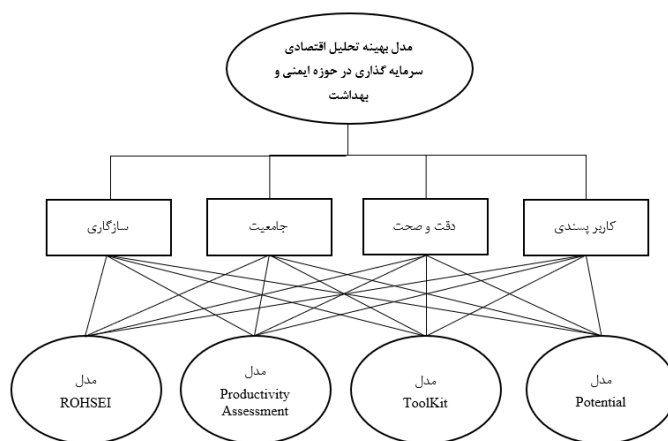 مدل بهینه تحلیل اقتصادی
سرمایه گذاری در حوزه ایمنی و
بهداشت
کاربر پسندی
دقت و صحت
جامعیت
سازگاری
مدل
Potential
مدل
ToolKit
مدل
Productivity
Assessment
مدل
ROHSEI